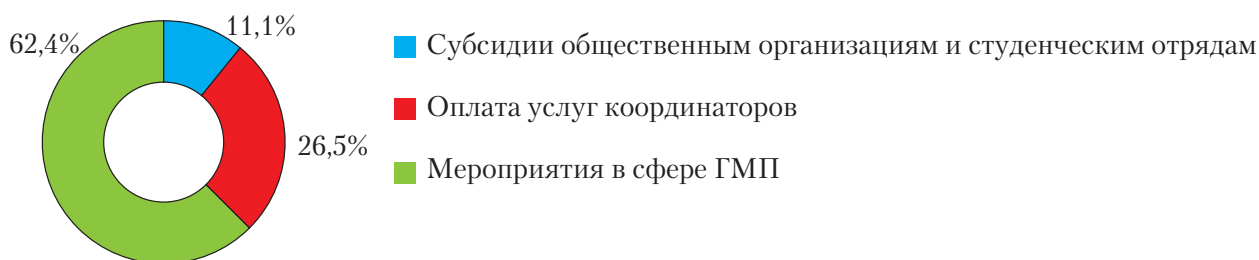 62,4%
11,1%
26,5%
Субсидии общественным организациям и студенческим отрядам
Оплата услуг координаторов
Мероприятия в сфере ГМП